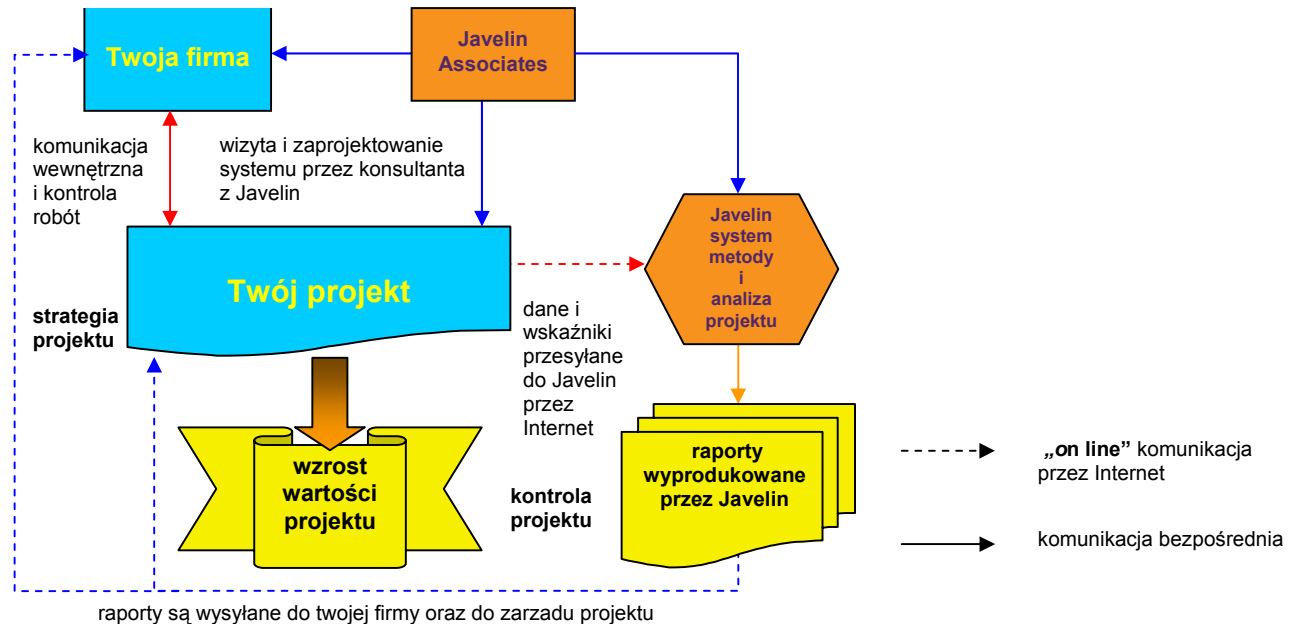 Twoja firma
Javelin
Associates
komunikacja
wewnętrzna
i kontrola
robót
wizyta i zaprojektowanie
systemu przez konsultanta
z Javelin
Javelin
system
metody
i
analiza
projektu
Twój projekt
strategia
projektu
dane i
wskaźniki
przesyłane
do Javelin
przez
Internet
wzrost
wartości
projektu
kontrola
projektu
raporty
wyprodukowane
przez Javelin
„on line” komunikacja
przez Internet
komunikacja bezpośrednia
raporty są wysyłane do twojej firmy oraz do zarzadu projektu